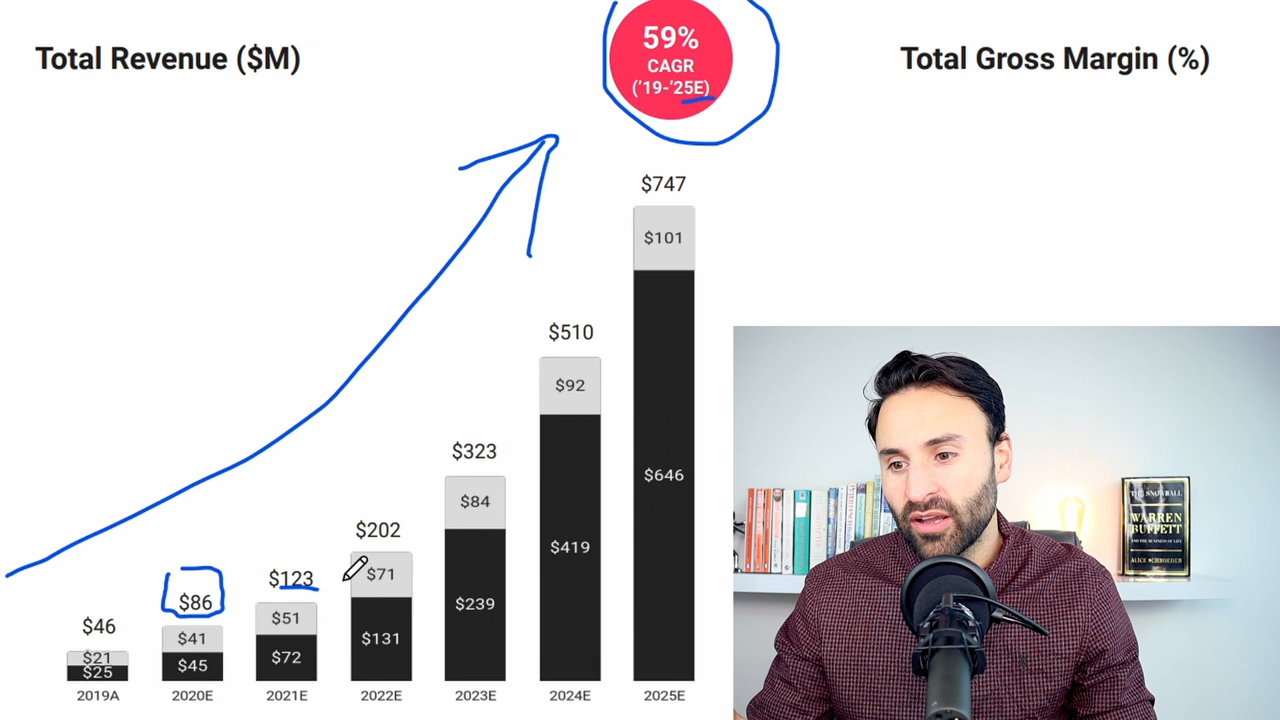 Total Revenue ($M)
59%
CAGR
('19-'25E)
Total Gross Margin (%)
$747
$101
$646
$510
$92
$419
$323
$84
$239
$202
$71
$131
$123
$51
$72
$86
$41
$45
$46
$21
$25
2019A 2020E 2021E 2022E 2023E 2024E 2025E
THE SNOWBALL
WARREN
BUFFETT
AND THE BUSINESS OF LIFE
ALICE SCHROEDER